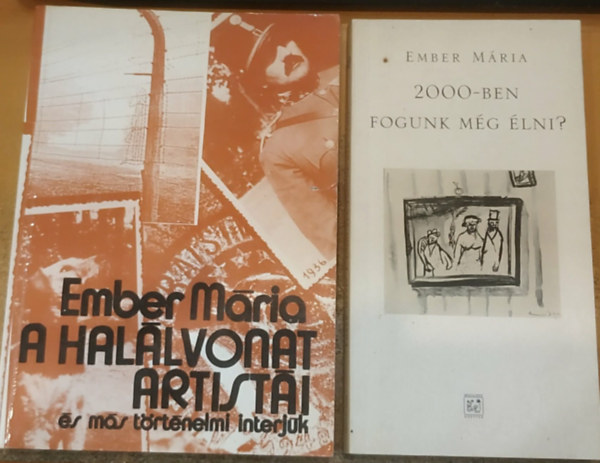 Ember Mária
A HALÁLVONAT
ARTISTÁI
és más történelmi interjúk
1936
EMBER MÁRIA
2000-BEN
FOGUNK MÉG ÉLNI?